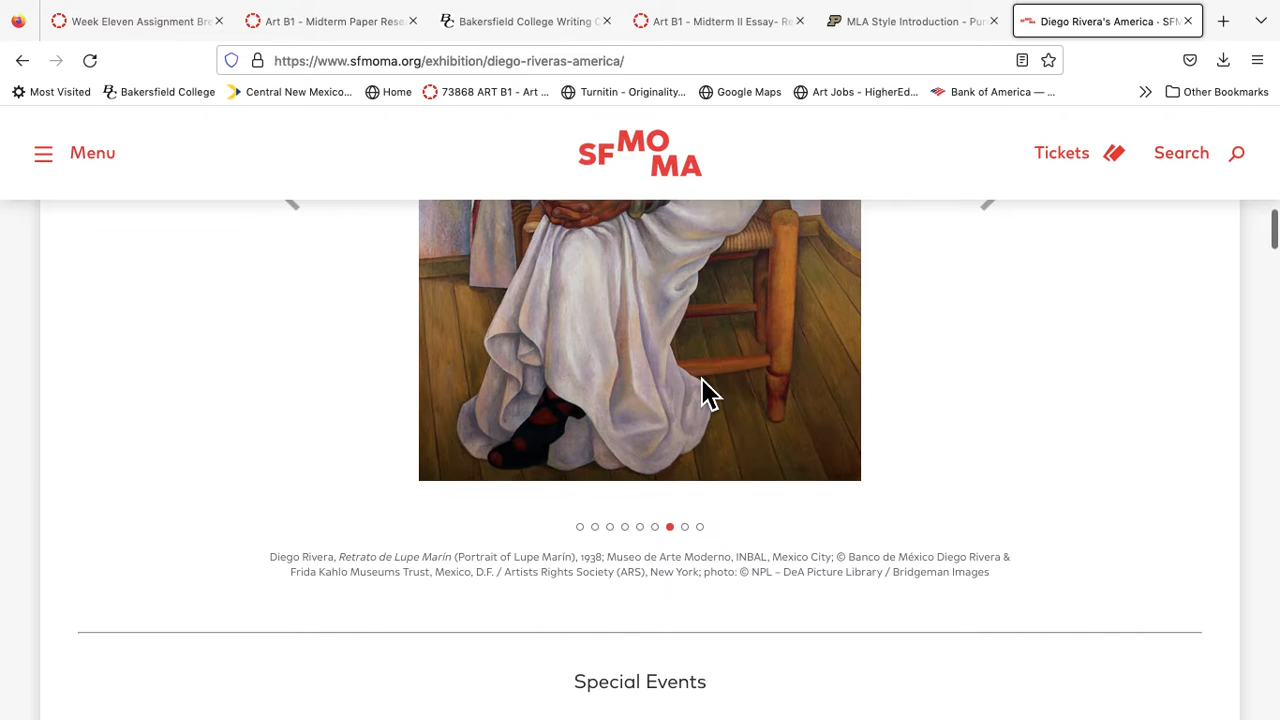 Week Eleven Assignment Bre
Art B1 - Midterm Paper Rese
Bakersfield College Writing C
Art B1 - Midtem II Essay- Re
MLA Style Introduction - Pur
Diego Rivera's America · SFM
https://www.sfmoma.org/exhibition/diego-riveras-america/
Most Visited
Bakersfield College
Central New Mexico...
Home
73868 ART B1 - Art ...
Turnitin - Originality...
Google Maps
Art Jobs - HigherEd...
Bank of America — ...
Other Bookmarks
Menu
SFMOMA
Tickets
Search
Diego Rivera, Retrato de Lupe Marín (Portrait of Lupe Marín), 1938; Museo de Arte Moderno, INBAL, Mexico City; © Banco de México Diego Rivera &
Frida Kahlo Museums Trust, Mexico, D.F. / Artists Rights Society (ARS), New York; photo: © NPL – DeA Picture Library / Bridgeman Images
Special Events